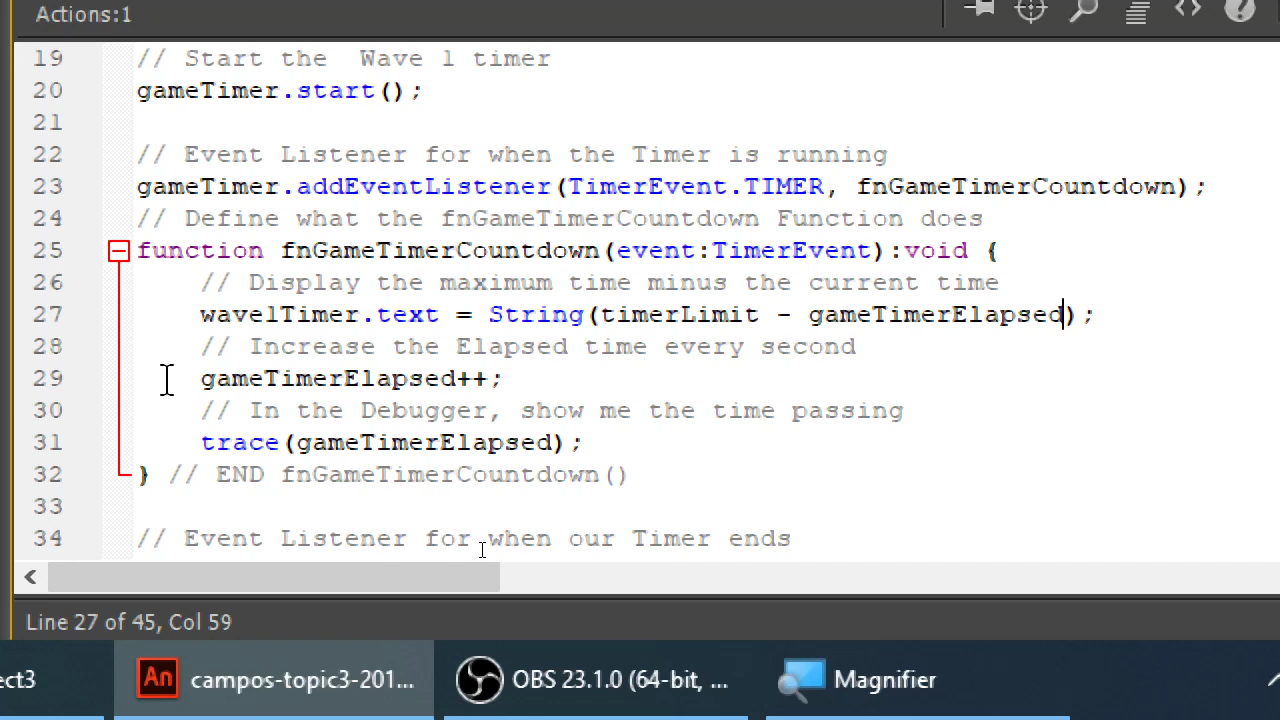 Actions:1
19 // Start the  Wave 1 timer
20 gameTimer.start();
21
22 // Event Listener for when the Timer is running
23 gameTimer.addEventListener(TimerEvent.TIMER, fnGameTimerCountdown);
24 // Define what the fnGameTimerCountdown Function does
25 function fnGameTimerCountdown(event:TimerEvent):void {
26 // Display the maximum time minus the current time
27 wave1Timer.text = String(timerLimit - gameTimerElapsed);
28 // Increase the Elapsed time every second
29 gameTimerElapsed++;
30 // In the Debugger, show me the time passing
31 trace(gameTimerElapsed);
32 } // END fnGameTimerCountdown()
33
34 // Event Listener for when our Timer ends
Line 27 of 45, Col 59
ect3 An campos-topic3-201... OBS 23.1.0 (64-bit, ... Magnifier